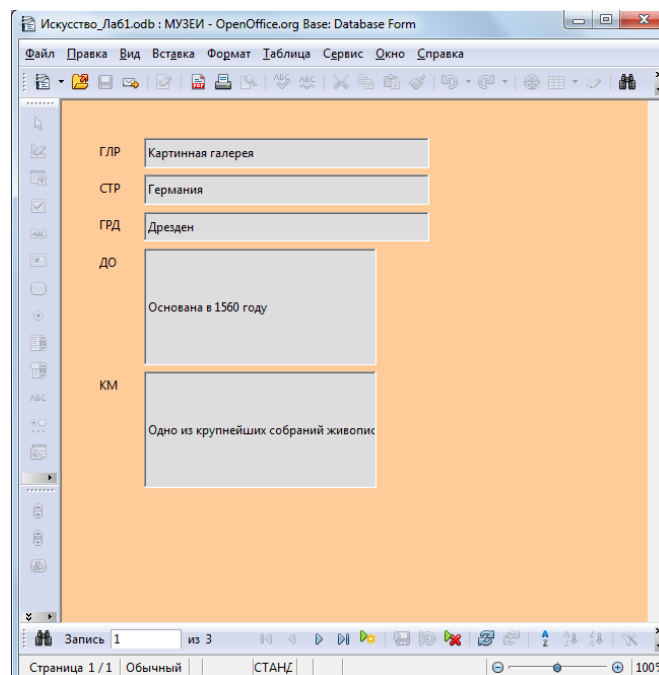 Искусство_Лаб1.odb : МУЗЕИ - OpenOffice.org Base: Database Form
Файл Правка Вид Вставка Формат Таблица Сервис Окно Справка
ГЛР Картинная галерея
СТР Германия
ГРД Дрезден
ДО
Основана в 1560 году
КМ
Одно из крупнейших собраний живопис
Запись 1 из 3
Страница 1 / 1 Обычный СТАНД 100%